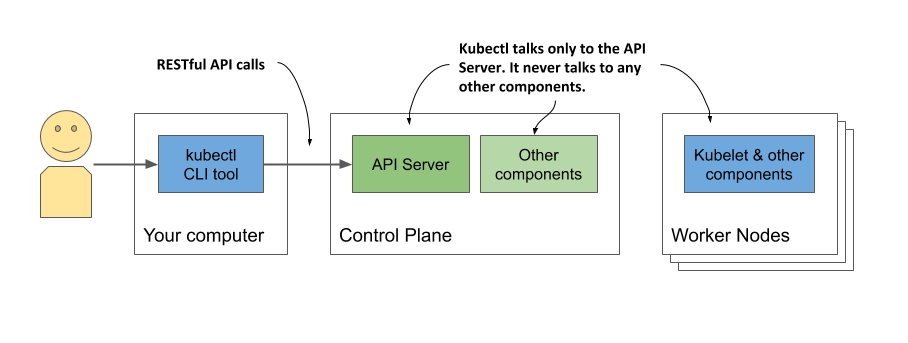 RESTful API calls
Kubectl talks only to the API
Server. It never talks to any
other components.
kubectl
CLI tool
Your computer
API Server
Other
components
Control Plane
Kubelet & other
components
Worker Nodes